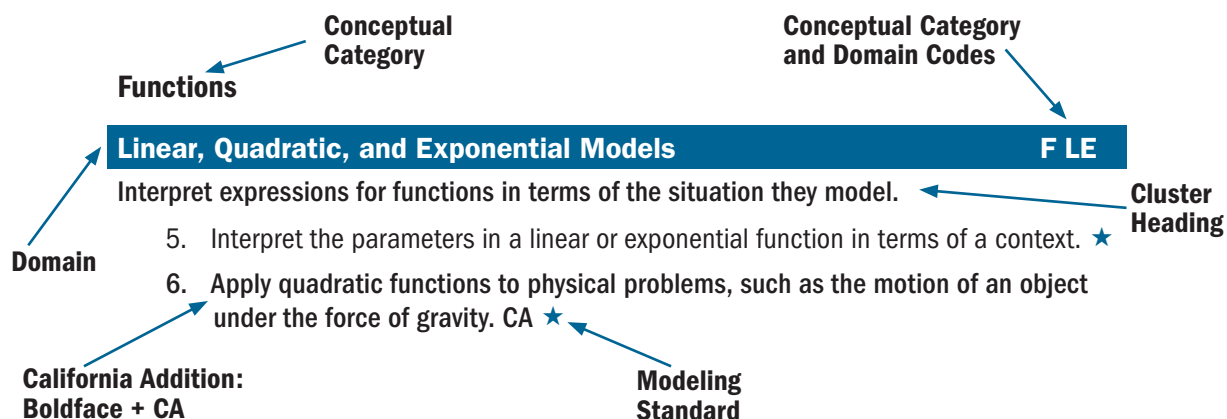 Conceptual
Category
Conceptual Category
and Domain Codes
Functions
Linear, Quadratic, and Exponential Models F LE
Interpret expressions for functions in terms of the situation they model.
Cluster
Heading
5. Interpret the parameters in a linear or exponential function in terms of a context. ★
Domain
6. Apply quadratic functions to physical problems, such as the motion of an object
under the force of gravity. CA ★
California Addition:
Boldface + CA
Modeling
Standard